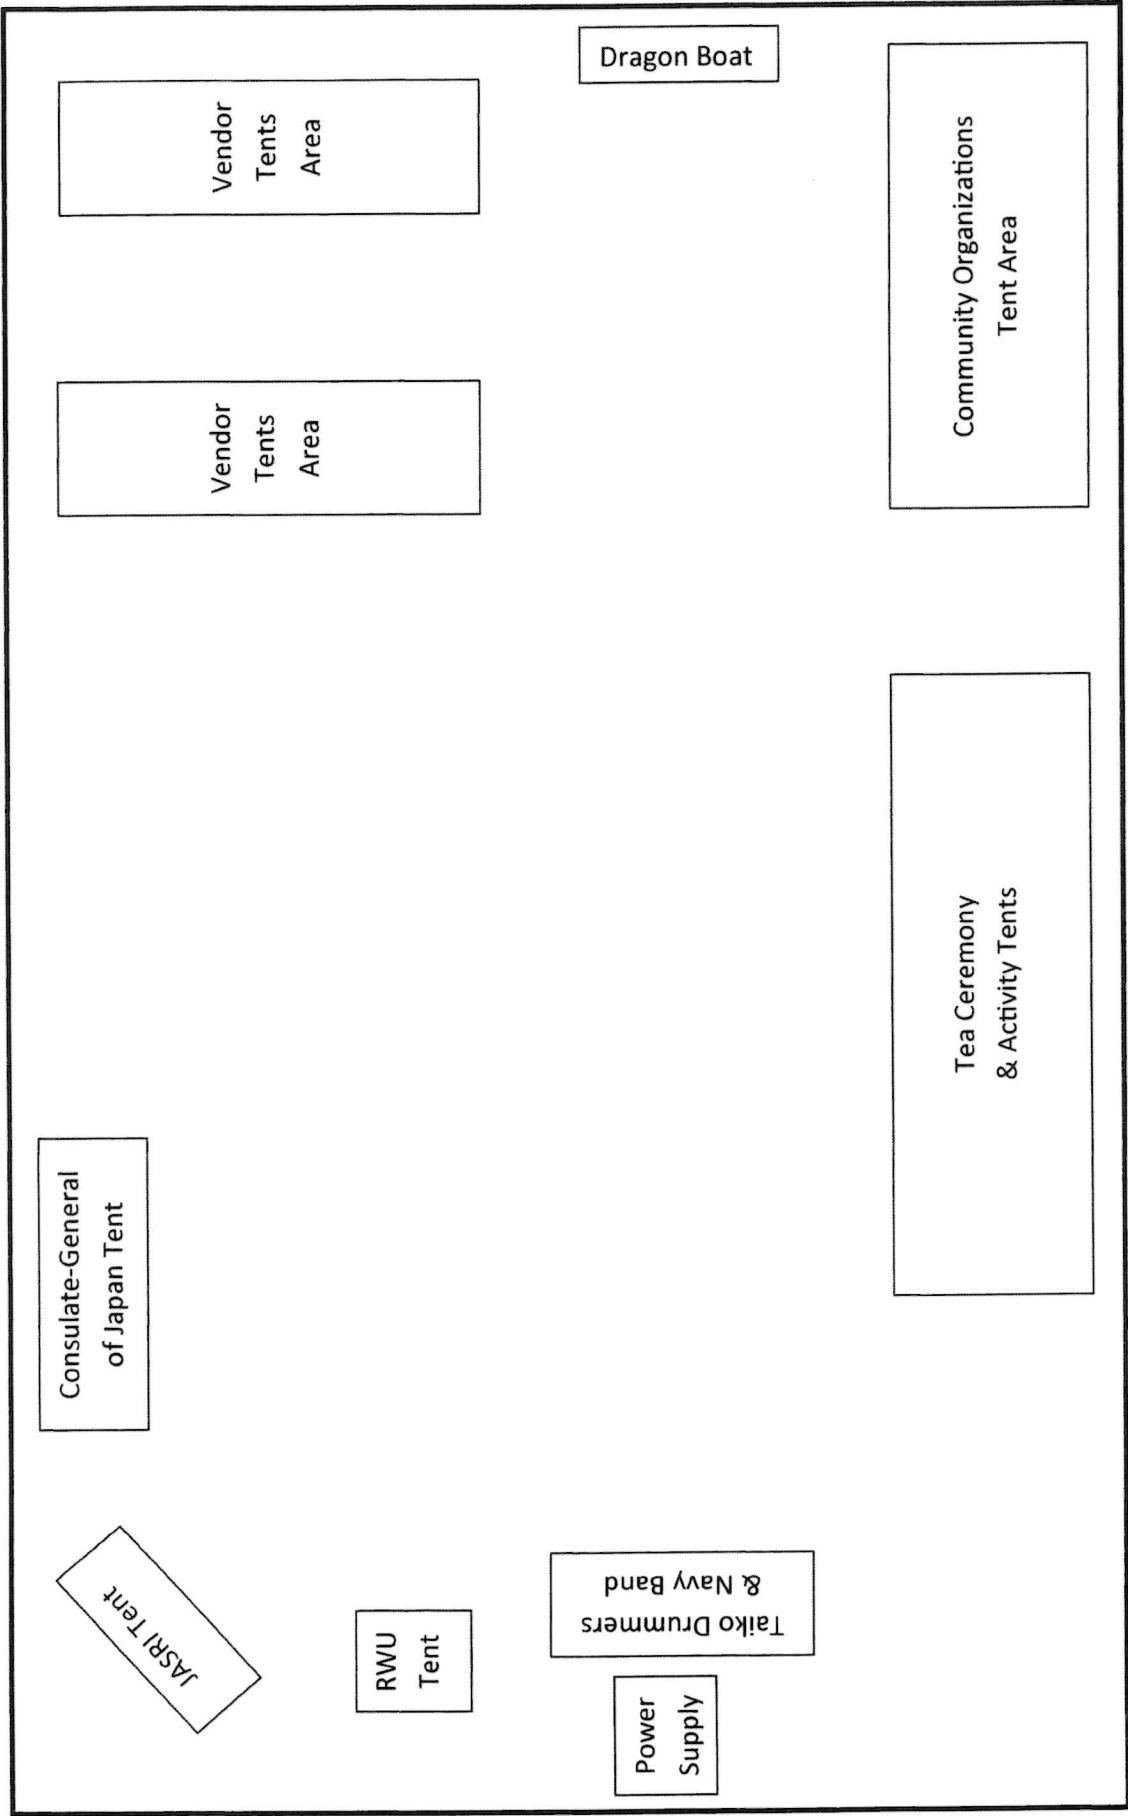 Dragon Boat
Vendor
Tents
Area
Community Organizations
Tent Area
Vendor
Tents
Area
Tea Ceremony
& Activity Tents
Consulate-General
of Japan Tent
JASRI Tent
RWU
Tent
Taiko Drummers
& Navy Band
Power
Supply